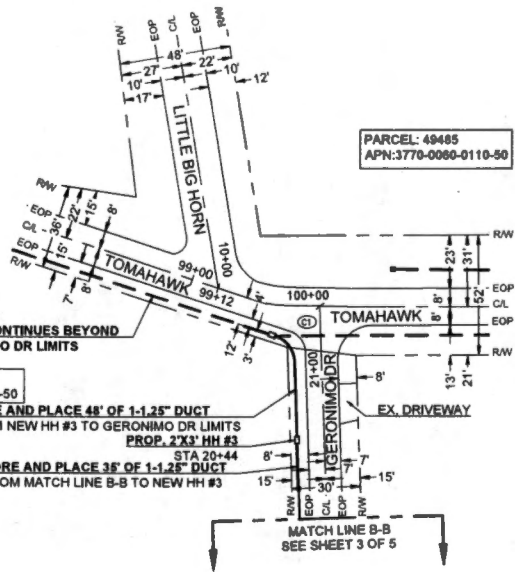 R/W
EOP
C/L
EOP
R/W
48'
27'
22'
10'
10'
17'
12'
LITTLE BIG HORN
PARCEL: 49485
APN:3770-0060-0110-50
R/W
EOP
C/L
EOP
R/W
36'
22'
15'
8'
15'
7'
8'
TOMAHAWK
99+00
99+12
101+00
100+00
4'
C1
TOMAHAWK
23'
31'
8'
52'
8'
13'
21'
R/W
EOP
C/L
EOP
R/W
ONTINUES BEYOND
O DR LIMITS
12'
3'
21+00
GERONIMO DR
8'
EX. DRIVEWAY
-50
E AND PLACE 48' OF 1-1.25" DUCT
M NEW HH #3 TO GERONIMO DR LIMITS
PROP. 2'X3' HH #3
STA 20+44
ORE AND PLACE 35' OF 1-1.25" DUCT
OM MATCH LINE B-B TO NEW HH #3
8'
7'
7'
15'
30'
15'
R/W
EOP
C/L
EOP
R/W
MATCH LINE B-B
SEE SHEET 3 OF 5